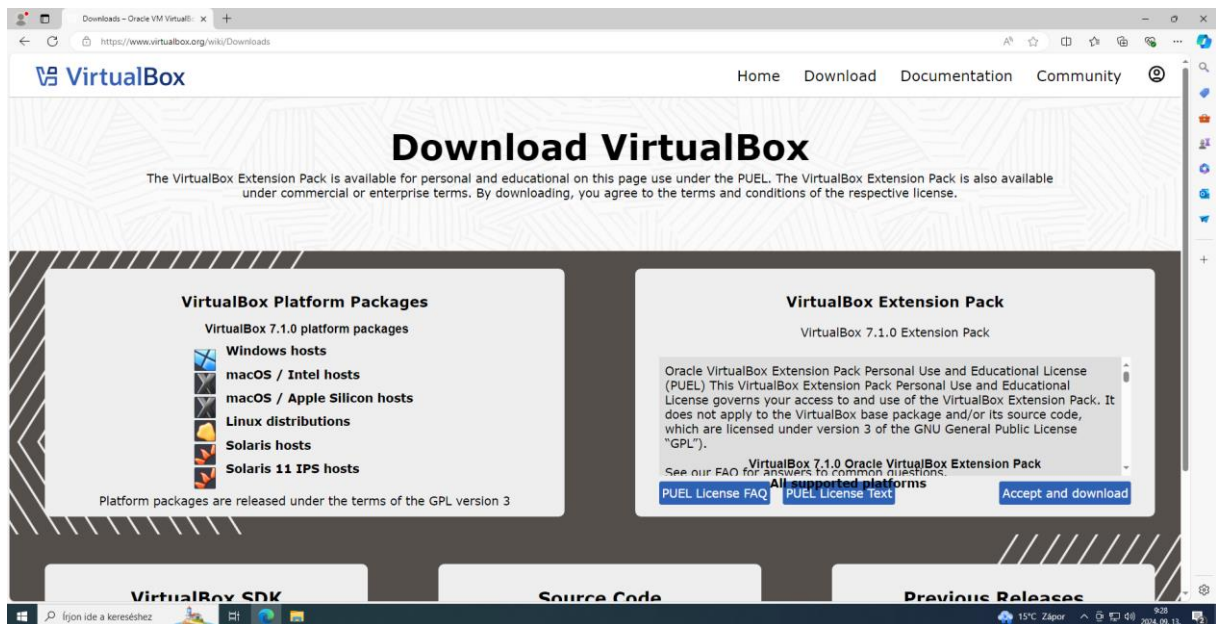 Downloads – Oracle VM VirtualBo
https://www.virtualbox.org/wiki/Downloads
VirtualBox
Home Download Documentation Community
Download VirtualBox
The VirtualBox Extension Pack is available for personal and educational on this page use under the PUEL. The VirtualBox Extension Pack is also available
under commercial or enterprise terms. By downloading, you agree to the terms and conditions of the respective license.
VirtualBox Platform Packages
VirtualBox 7.1.0 platform packages
Windows hosts
macOS / Intel hosts
macOS / Apple Silicon hosts
Linux distributions
Solaris hosts
Solaris 11 IPS hosts
Platform packages are released under the terms of the GPL version 3
VirtualBox Extension Pack
VirtualBox 7.1.0 Extension Pack
Oracle VirtualBox Extension Pack Personal Use and Educational License
(PUEL) This VirtualBox Extension Pack Personal Use and Educational
License governs your access to and use of the VirtualBox Extension Pack. It
does not apply to the VirtualBox base package and/or its source code,
which are licensed under version 3 of the GNU General Public License
“GPL”).
VirtualBox 7.1.0 Oracle VirtualBox Extension Pack
See our FAQ for answers to common questions.
All supported platforms
PUEL License FAQ PUEL License Text Accept and download
VirtualBox SDK
Source Code
Previous Releases
Írjon ide a kereséshez
15°C Zápor
9:28
2024. 09. 13.